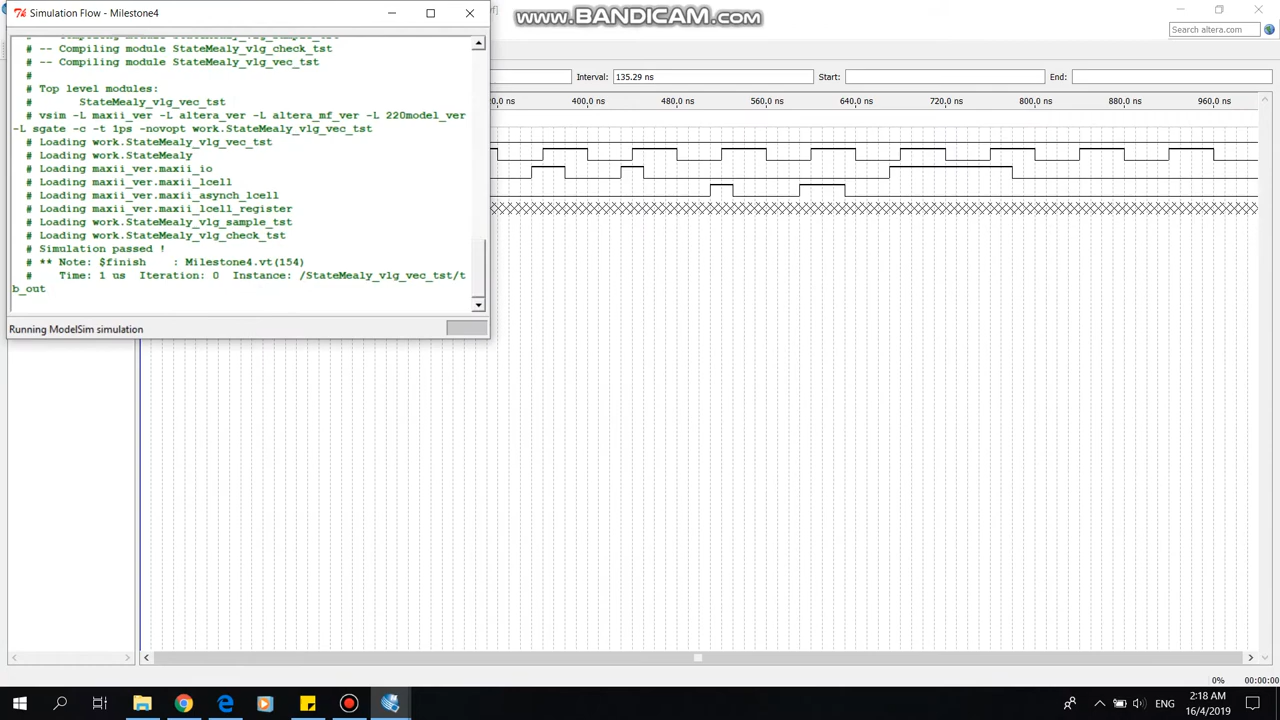 Simulation Flow - Milestone4
f]
www.BANDICAM.com
Search altera.com
# -- Compiling module StateMealy_vlg_check_tst
# -- Compiling module StateMealy_vlg_vec_tst
#
# Top level modules:
# StateMealy_vlg_vec_tst
# vsim -L maxii_ver -L altera_ver -L altera_mf_ver -L 220model_ver
-L sgate -c -t 1ps -novopt work.StateMealy_vlg_vec_tst
# Loading work.StateMealy_vlg_vec_tst
# Loading work.StateMealy
# Loading maxii_ver.maxii_io
# Loading maxii_ver.maxii_lcell
# Loading maxii_ver.maxii_asynch_lcell
# Loading maxii_ver.maxii_lcell_register
# Loading work.StateMealy_vlg_sample_tst
# Loading work.StateMealy_vlg_check_tst
# Simulation passed !
# ** Note: $finish : Milestone4.vt(154)
# Time: 1 us Iteration: 0 Instance: /StateMealy_vlg_vec_tst/t
b_out
Running ModelSim simulation
Interval: 135.29 ns Start: End:
0.0 ns 400.0 ns 480.0 ns 560.0 ns 640.0 ns 720.0 ns 800.0 ns 880.0 ns 960.0 ns
0% 00:00:00
ENG
2:18 AM
16/4/2019